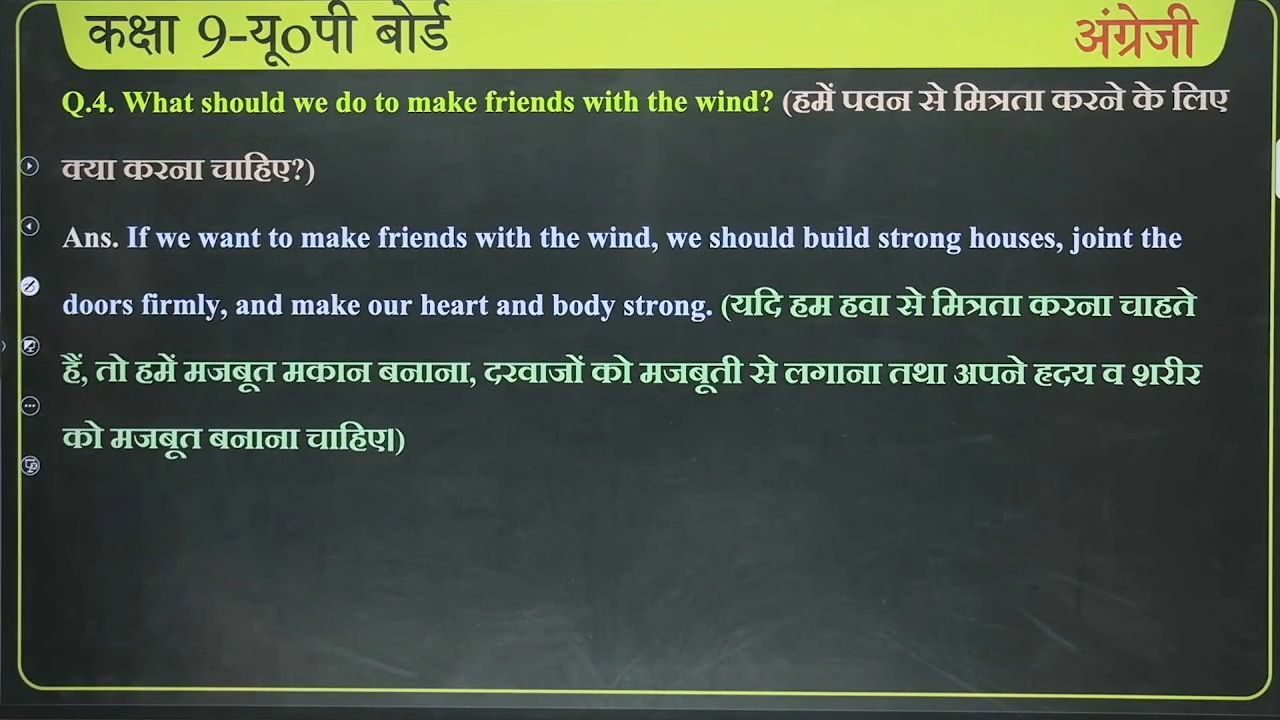 कक्षा 9-यूoपी बोर्ड
अंग्रेजी
Q.4. What should we do to make friends with the wind? (हमें पवन से मित्रता करने के लिए
क्या करना चाहिए?)
Ans. If we want to make friends with the wind, we should build strong houses, joint the
doors firmly, and make our heart and body strong. (यदि हम हवा से मित्रता करना चाहते
हैं, तो हमें मजबूत मकान बनाना, दरवाजों को मजबूती से लगाना तथा अपने हृदय व शरीर
को मजबूत बनाना चाहिए।)